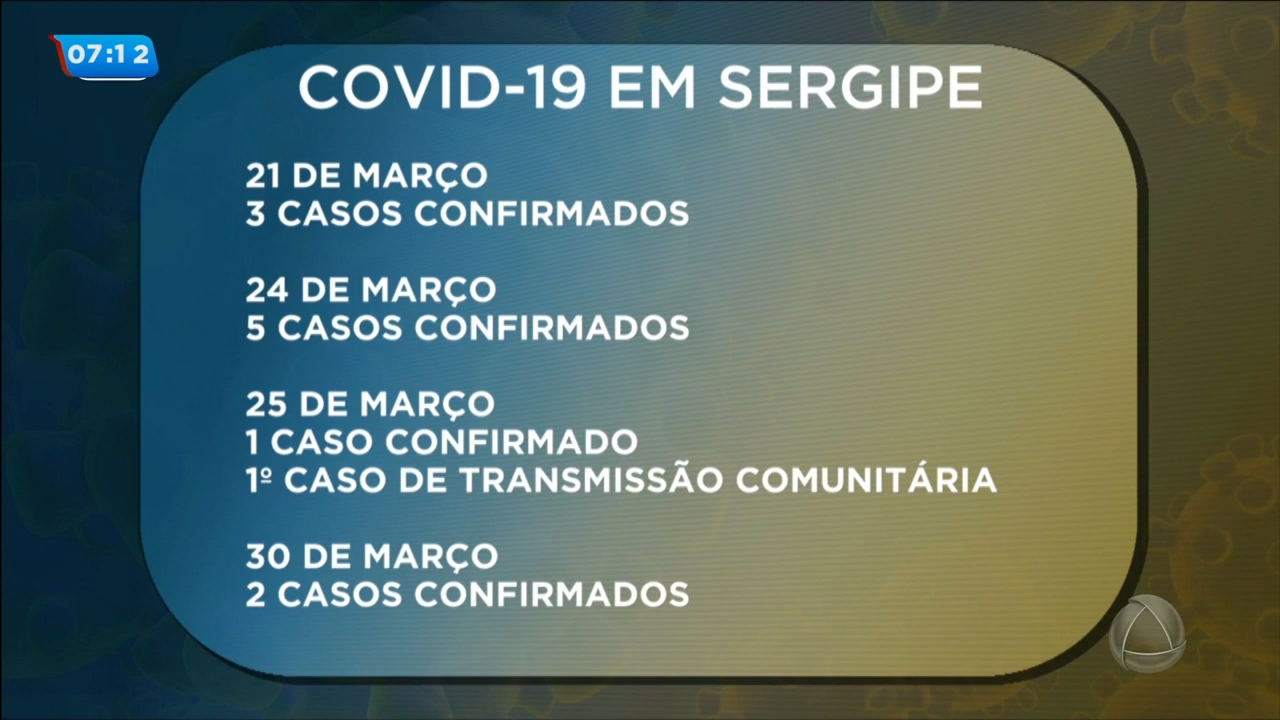 07:12
COVID-19 EM SERGIPE
21 DE MARÇO
3 CASOS CONFIRMADOS
24 DE MARÇO
5 CASOS CONFIRMADOS
25 DE MARÇO
1 CASO CONFIRMADO
1º CASO DE TRANSMISSÃO COMUNITÁRIA
30 DE MARÇO
2 CASOS CONFIRMADOS